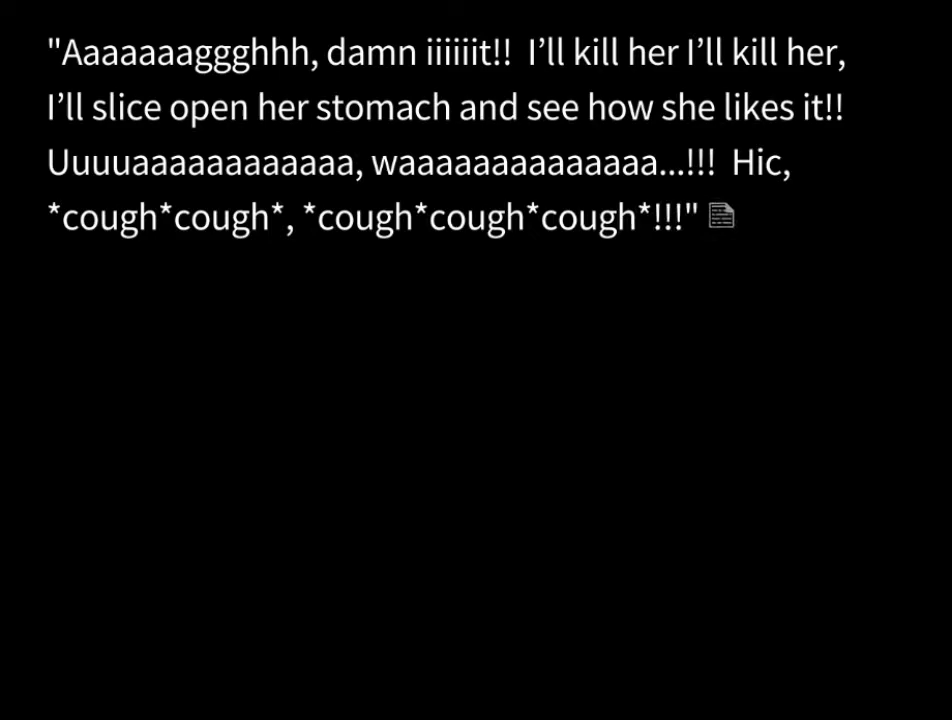 "Aaaaaaaggghhh, damn iiiiiit!!  I’ll kill her I’ll kill her,
I’ll slice open her stomach and see how she likes it!!
Uuuuaaaaaaaaaaaa, waaaaaaaaaaaaaa...!!!  Hic,
*cough*cough*, *cough*cough*cough*!!!"